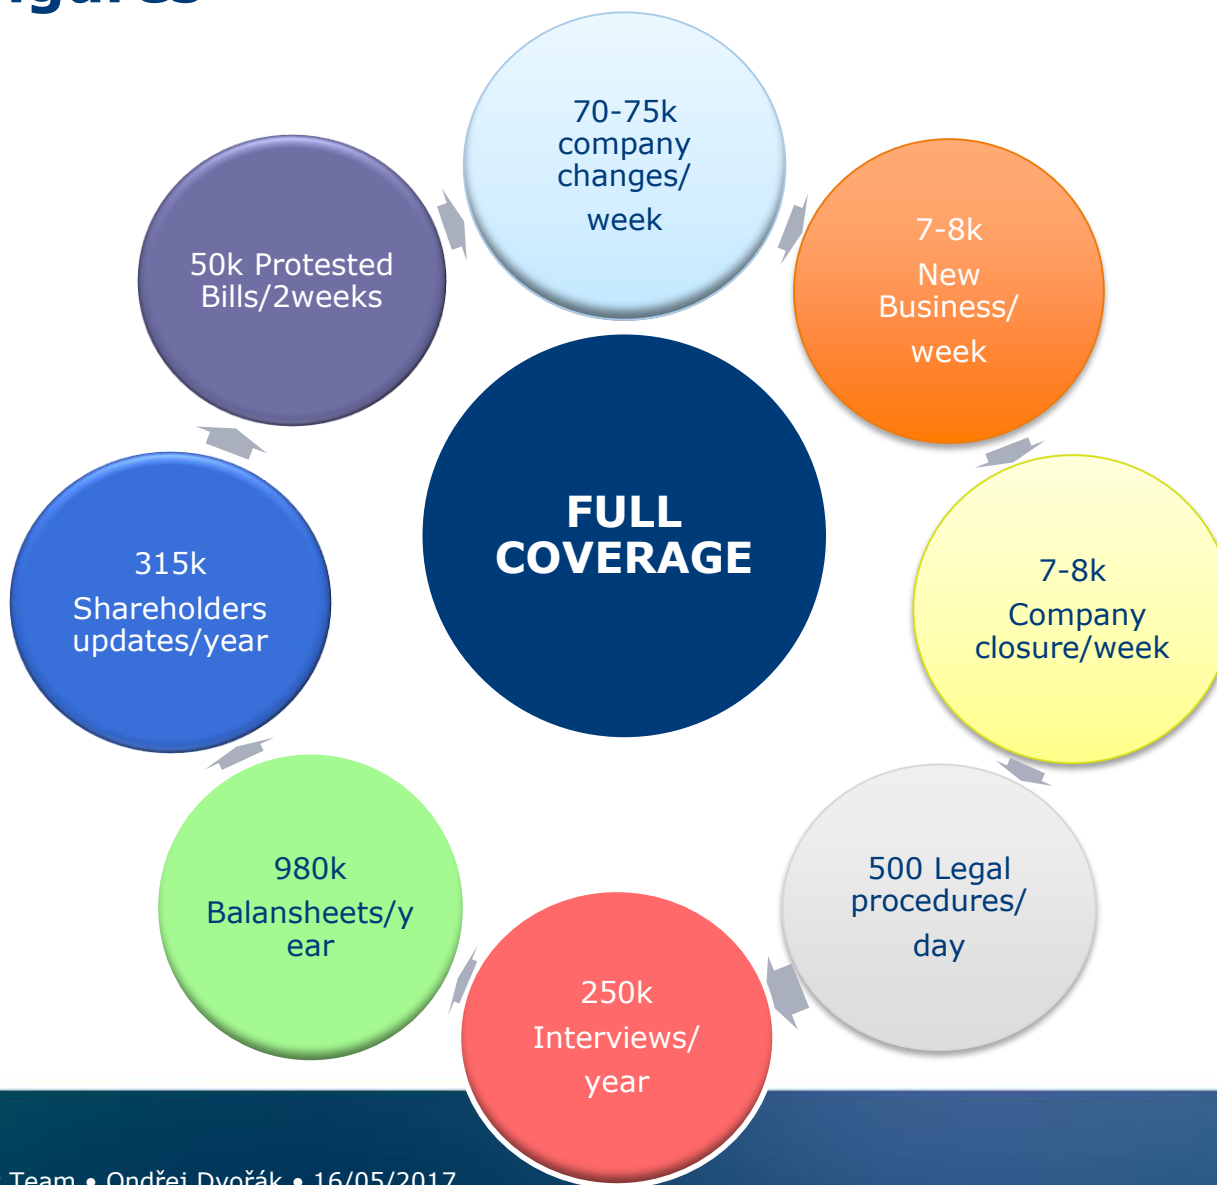 70-75k
company
changes/
week
7-8k
New
Business/
week
7-8k
Company
closure/week
500 Legal
procedures/
day
250k
Interviews/
year
980k
Balansheets/y
ear
315k
Shareholders
updates/year
50k Protested
Bills/2weeks
FULL
COVERAGE
Team • Ondřej Dvořák • 16/05/2017